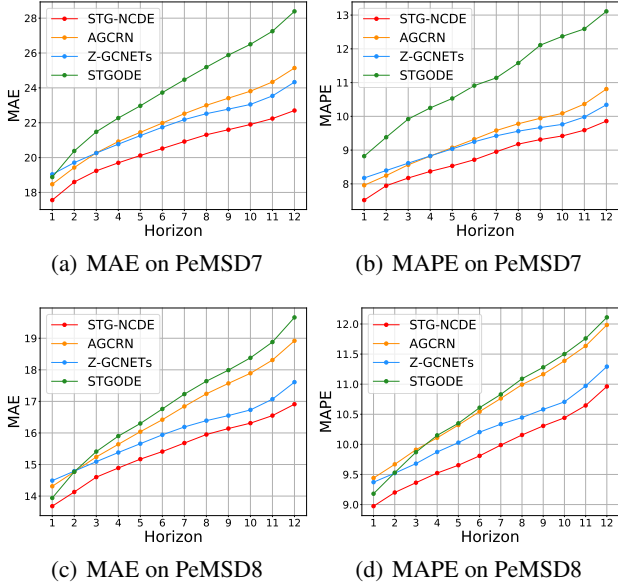 28
26
24
22
20
18
MAE
STG-NCDE
AGCRN
Z-GCNETs
STGODE
1 2 3 4 5 6 7 8 9 10 11 12
Horizon
(a) MAE on PeMSD7
13
12
11
10
9
8
MAPE
STG-NCDE
AGCRN
Z-GCNETs
STGODE
1 2 3 4 5 6 7 8 9 10 11 12
Horizon
(b) MAPE on PeMSD7
19
18
17
16
15
14
MAE
STG-NCDE
AGCRN
Z-GCNETs
STGODE
1 2 3 4 5 6 7 8 9 10 11 12
Horizon
(c) MAE on PeMSD8
12.0
11.5
11.0
10.5
10.0
9.5
9.0
MAPE
STG-NCDE
AGCRN
Z-GCNETs
STGODE
1 2 3 4 5 6 7 8 9 10 11 12
Horizon
(d) MAPE on PeMSD8